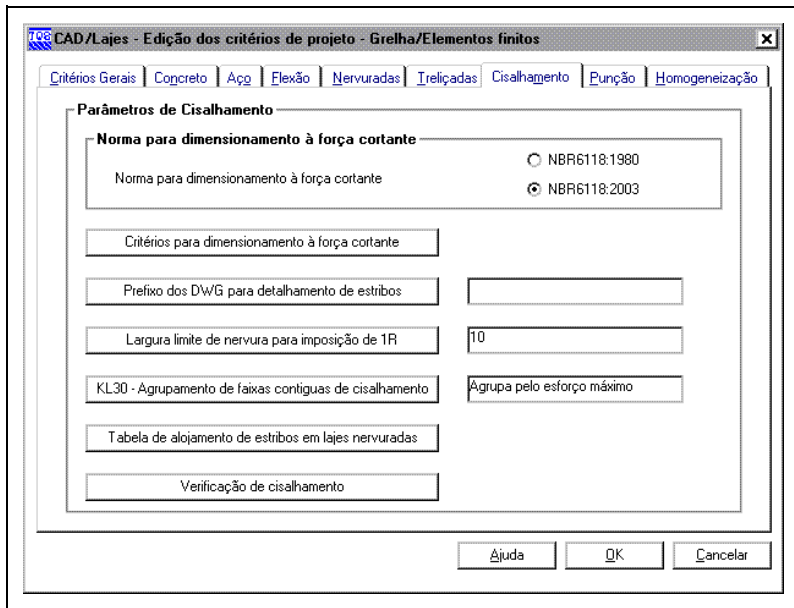 TQS CAD/Lajes - Edição dos critérios de projeto - Grelha/Elementos finitos
Critérios Gerais Concreto Aço Flexão Nervuradas Treliçadas Cisalhamento Punção Homogeneização
Parâmetros de Cisalhamento
Norma para dimensionamento à força cortante
Norma para dimensionamento à força cortante
NBR6118:1980
NBR6118:2003
Critérios para dimensionamento à força cortante
Prefixo dos DWG para detalhamento de estribos
Largura limite de nervura para imposição de 1R 10
KL30 - Agrupamento de faixas contiguas de cisalhamento Agrupa pelo esforço máximo
Tabela de alojamento de estribos em lajes nervuradas
Verificação de cisalhamento
Ajuda OK Cancelar